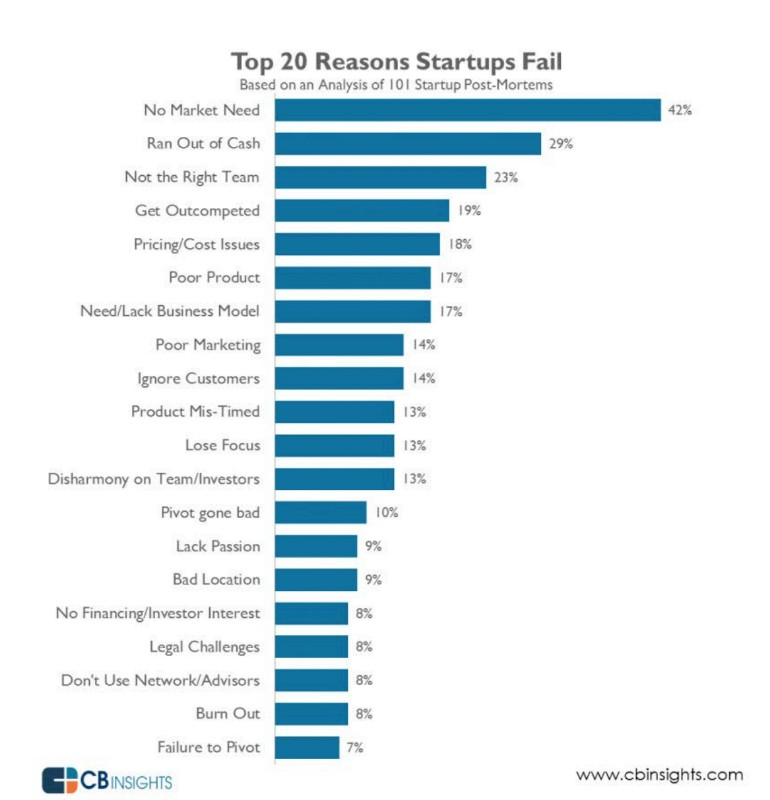 Top 20 Reasons Startups Fail
Based on an Analysis of 101 Startup Post-Mortems
No Market Need 42%
Ran Out of Cash 29%
Not the Right Team 23%
Get Outcompeted 19%
Pricing/Cost Issues 18%
Poor Product 17%
Need/Lack Business Model 17%
Poor Marketing 14%
Ignore Customers 14%
Product Mis-Timed 13%
Lose Focus 13%
Disharmony on Team/Investors 13%
Pivot gone bad 10%
Lack Passion 9%
Bad Location 9%
No Financing/Investor Interest 8%
Legal Challenges 8%
Don't Use Network/Advisors 8%
Burn Out 8%
Failure to Pivot 7%
CBINSIGHTS www.cbinsights.com